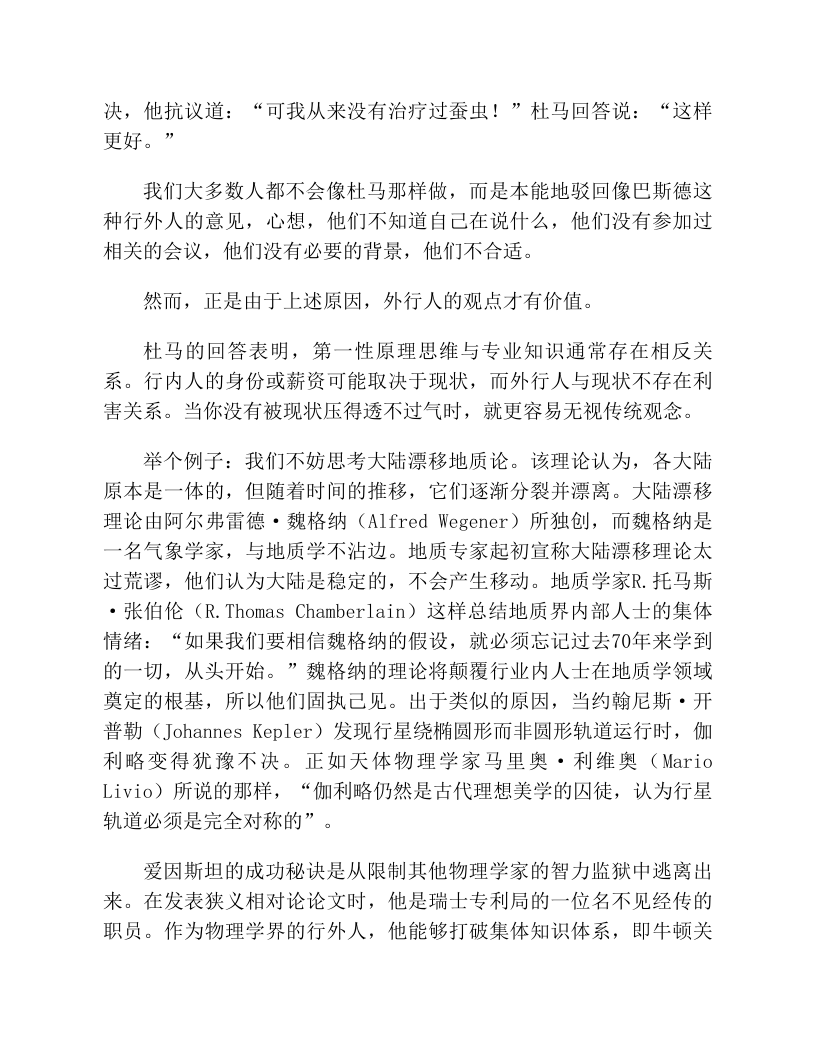 决，他抗议道：“可我从来没有治疗过蚕虫！”杜马回答说：“这样
更好。”
我们大多数人都不会像杜马那样做，而是本能地驳回像巴斯德这
种行外人的意见，心想，他们不知道自己在说什么，他们没有参加过
相关的会议，他们没有必要的背景，他们不合适。
然而，正是由于上述原因，外行人的观点才有价值。
杜马的回答表明，第一性原理思维与专业知识通常存在相反关
系。行内人的身份或薪资可能取决于现状，而外行人与现状不存在利
害关系。当你没有被现状压得透不过气时，就更容易无视传统观念。
举个例子：我们不妨思考大陆漂移地质论。该理论认为，各大陆
原本是一体的，但随着时间的推移，它们逐渐分裂并漂离。大陆漂移
理论由阿尔弗雷德·魏格纳（Alfred Wegener）所独创，而魏格纳是
一名气象学家，与地质学不沾边。地质专家起初宣称大陆漂移理论太
过荒谬，他们认为大陆是稳定的，不会产生移动。地质学家R.托马斯
·张伯伦（R.Thomas Chamberlain）这样总结地质界内部人士的集体
情绪：“如果我们要相信魏格纳的假设，就必须忘记过去70年来学到
的一切，从头开始。”魏格纳的理论将颠覆行业内人士在地质学领域
奠定的根基，所以他们固执己见。出于类似的原因，当约翰尼斯·开
普勒（Johannes Kepler）发现行星绕椭圆形而非圆形轨道运行时，伽
利略变得犹豫不决。正如天体物理学家马里奥·利维奥（Mario
Livio）所说的那样，“伽利略仍然是古代理想美学的囚徒，认为行星
轨道必须是完全对称的”。
爱因斯坦的成功秘诀是从限制其他物理学家的智力监狱中逃离出
来。在发表狭义相对论论文时，他是瑞士专利局的一位名不见经传的
职员。作为物理学界的行外人，他能够打破集体知识体系，即牛顿关